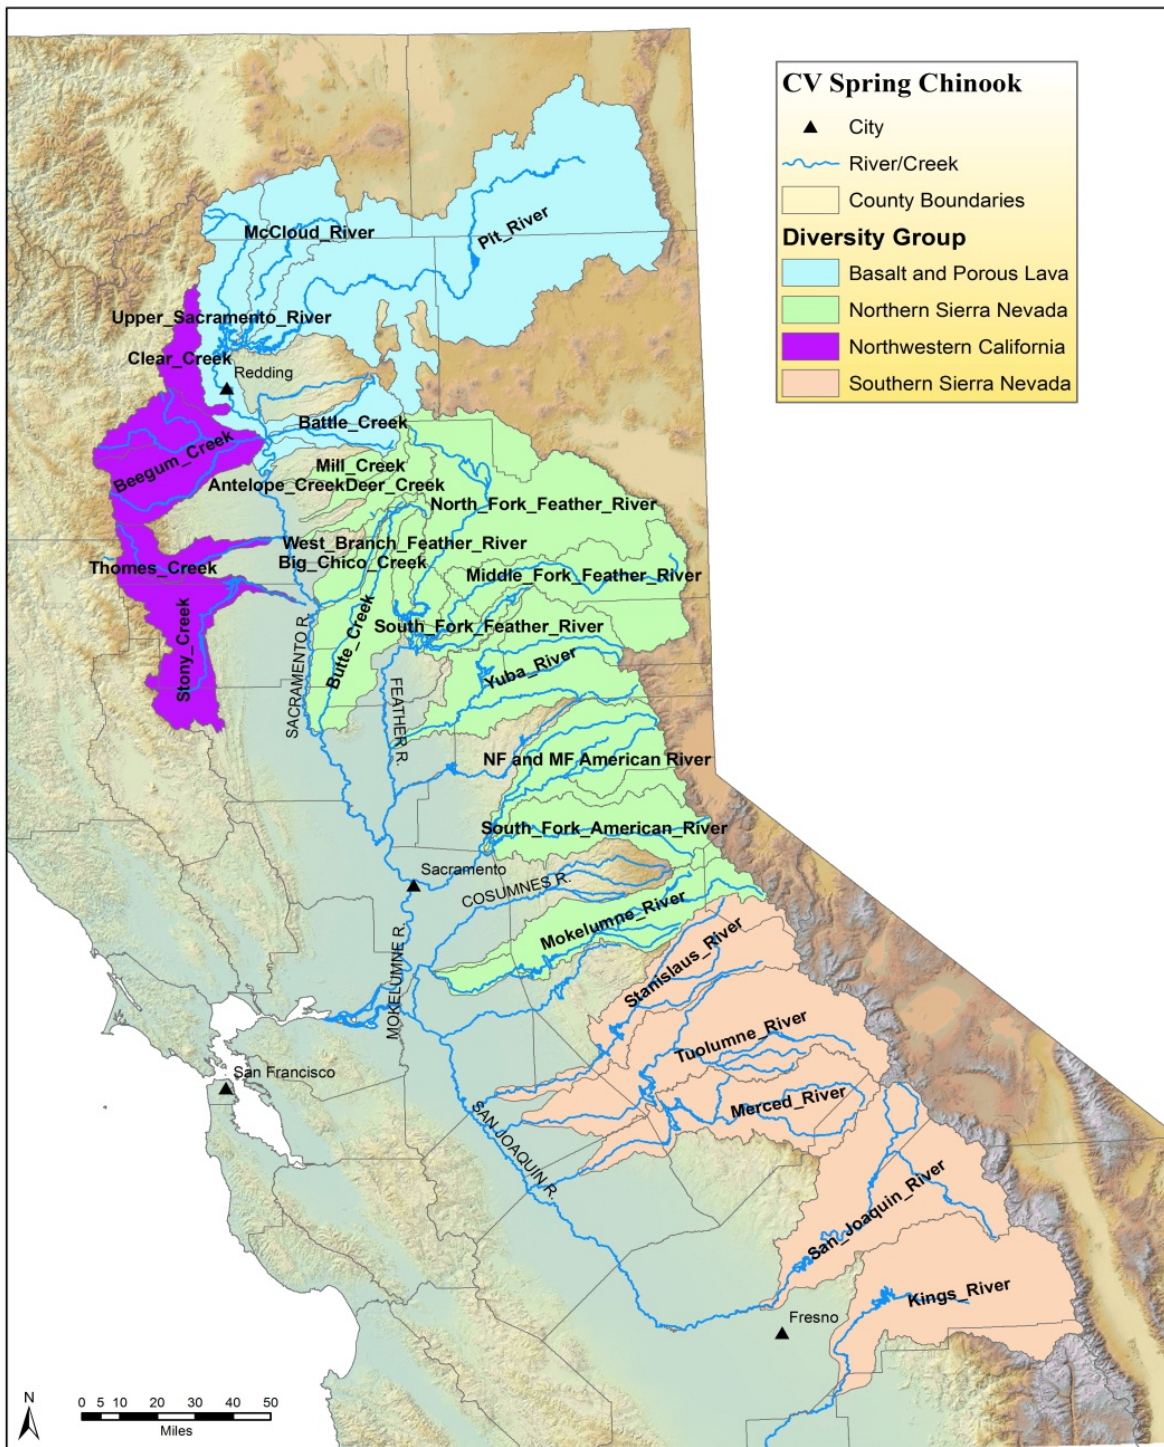 CV Spring Chinook
City
River/Creek
County Boundaries
Diversity Group
Basalt and Porous Lava
Northern Sierra Nevada
Northwestern California
Southern Sierra Nevada
McCloud_River
Pit_River
Upper_Sacramento_River
Clear_Creek
Redding
Battle_Creek
Beegum_Creek
Mill_Creek
Antelope_CreekDeer_Creek
North_Fork_Feather_River
West_Branch_Feather_River
Big_Chico_Creek
Thomes_Creek
Middle_Fork_Feather_River
Stony_Creek
SACRAMENTO R.
Butte_Creek
South_Fork_Feather_River
Yuba_River
FEATHER R.
NF and MF American River
South_Fork_American_River
Sacramento
COSUMNES R.
Mokelumne_River
MOKELUMNE R.
Stanislaus_River
Tuolumne_River
San Francisco
Merced_River
SAN JOAQUIN R.
San_Joaquin_River
Kings_River
Fresno
N
0 5 10 20 30 40 50
Miles